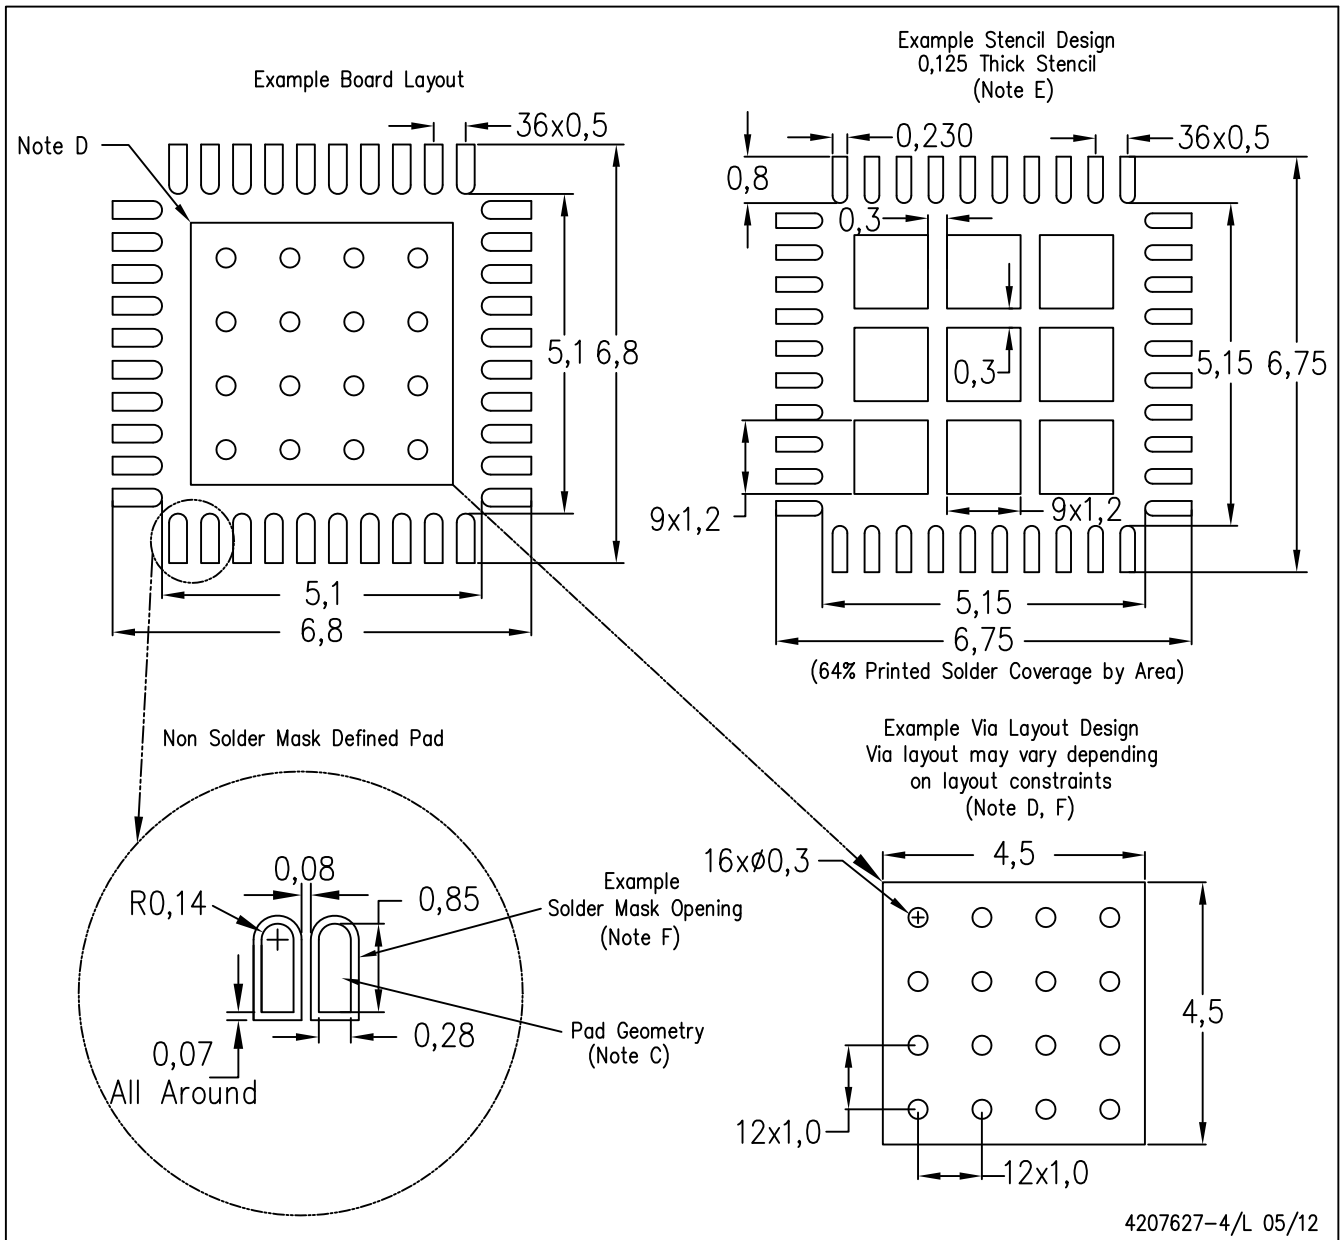 Example Board Layout
Note D
36x0,5
5,1
6,8
5,1
6,8
Example Stencil Design
0,125 Thick Stencil
(Note E)
0,230
36x0,5
0,8
0,3
0,3
5,15
6,75
9x1,2
9x1,2
5,15
6,75
(64% Printed Solder Coverage by Area)
Non Solder Mask Defined Pad
0,08
R0,14
0,85
Example
Solder Mask Opening
(Note F)
0,07
All Around
0,28
Pad Geometry
(Note C)
Example Via Layout Design
Via layout may vary depending
on layout constraints
(Note D, F)
16xø0,3
4,5
4,5
12x1,0
12x1,0
4207627-4/L 05/12